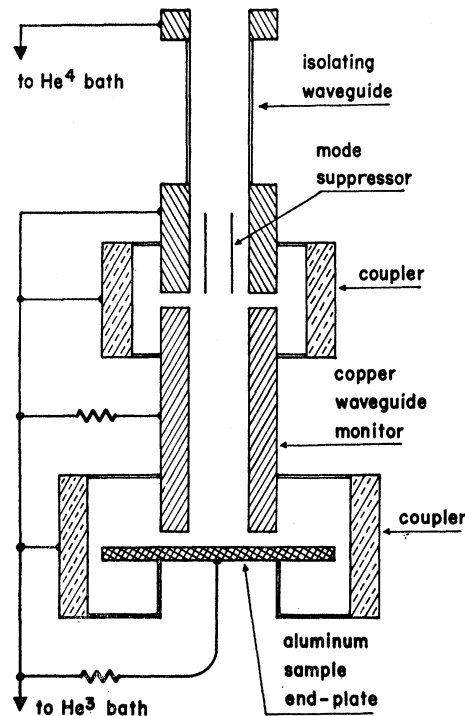 to He⁴ bath
isolating
waveguide
mode
suppressor
coupler
copper
waveguide
monitor
coupler
aluminum
sample
end-plate
to He³ bath